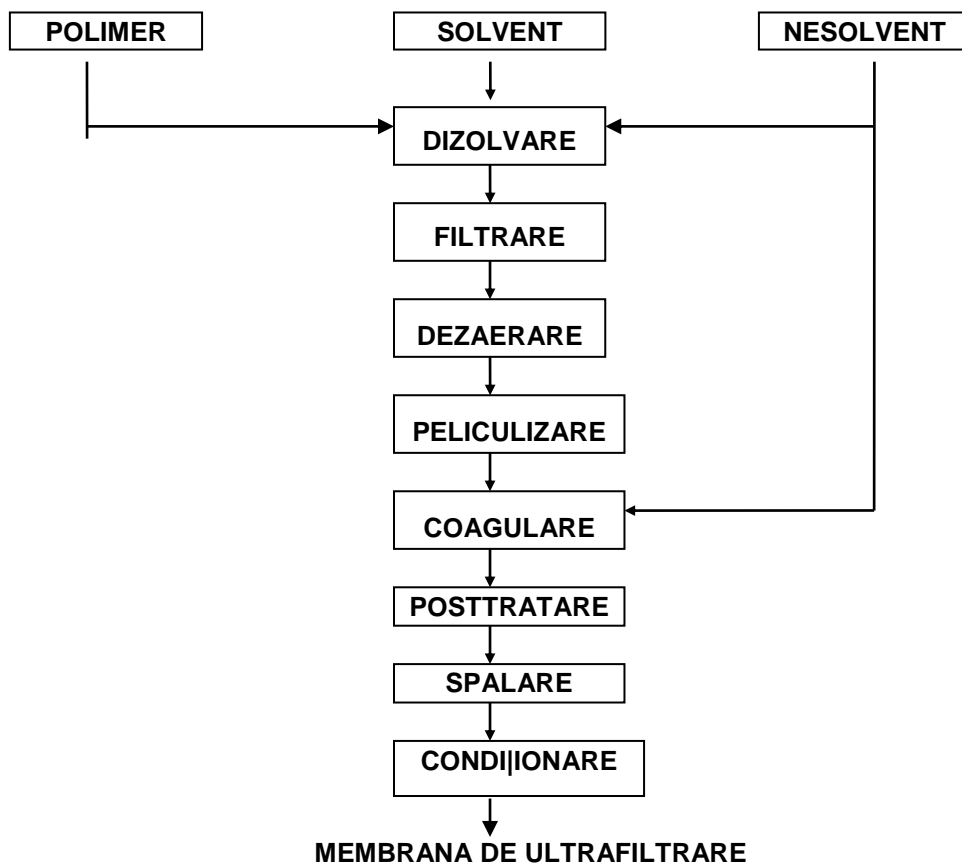 POLIMER
SOLVENT
NESOLVENT
DIZOLVARE
FILTRARE
DEZAERARE
PELICULIZARE
COAGULARE
POSTTRATARE
SPALARE
CONDI|IONARE
MEMBRANA DE ULTRAFILTRARE